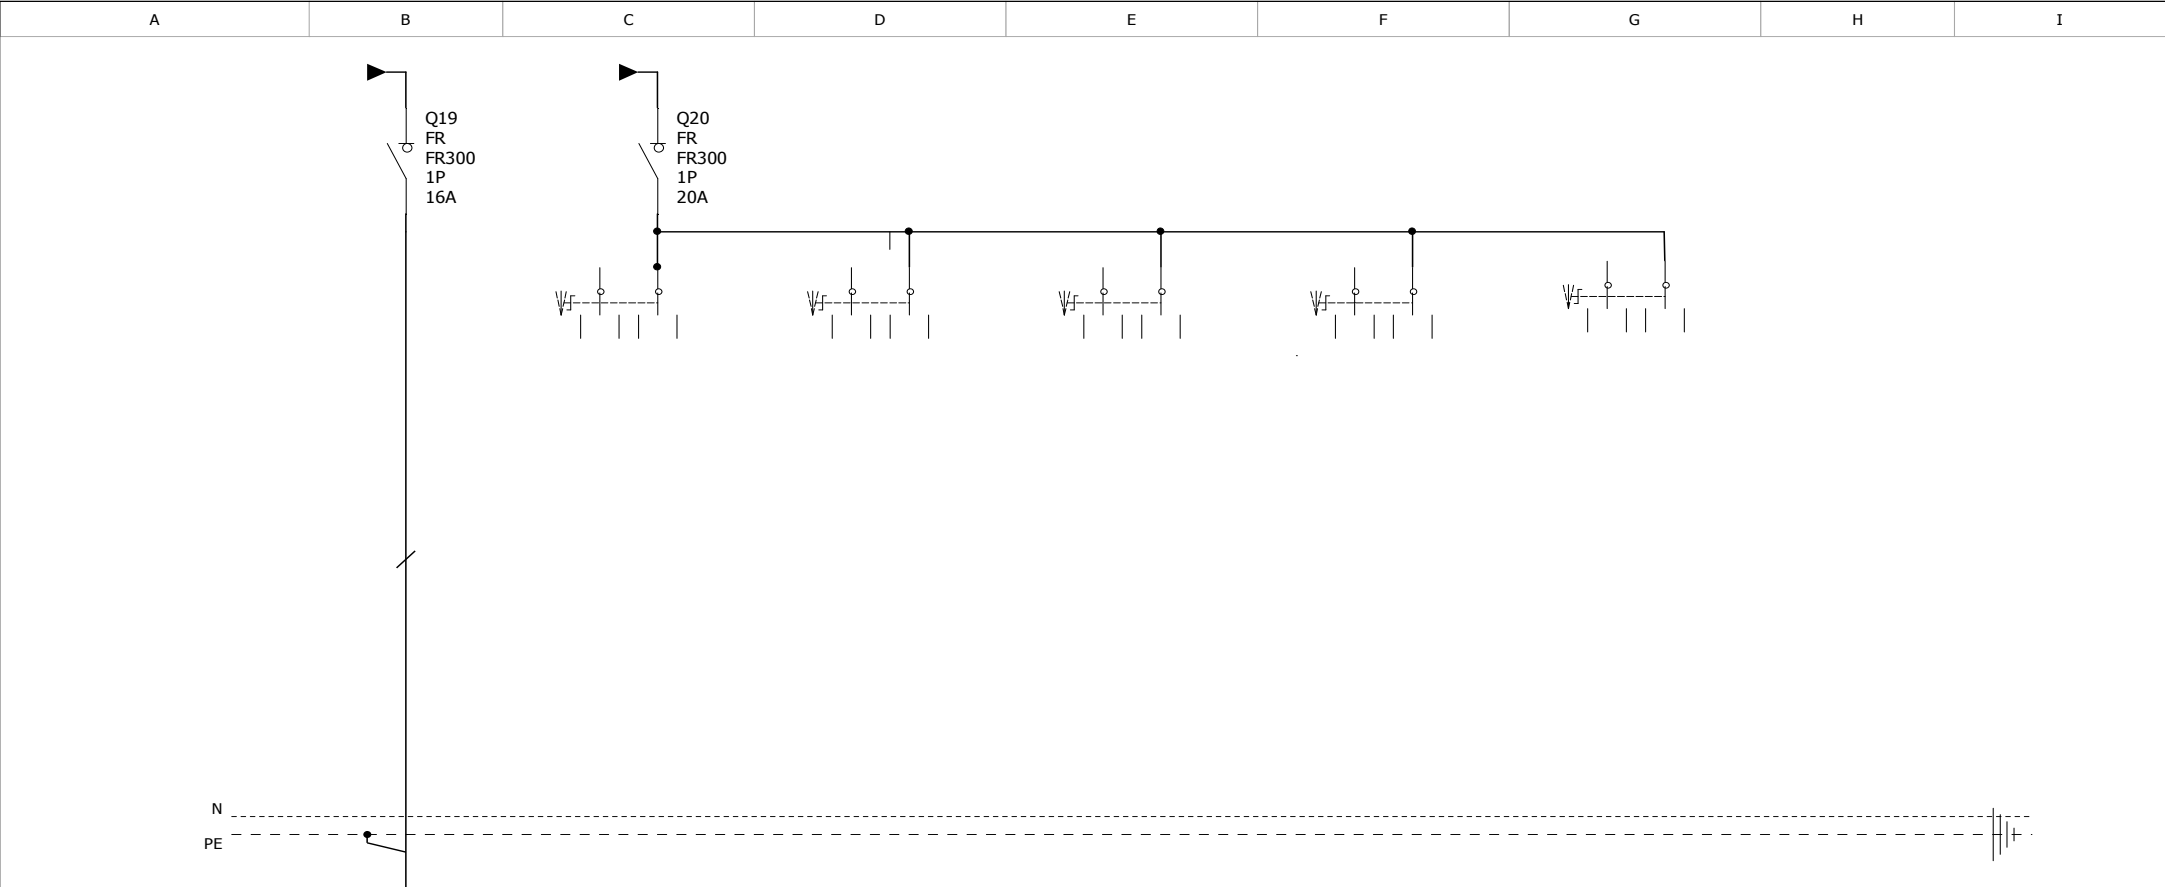 A B C D E F G H I
Q19
FR
FR300
1P
16A
Q20
FR
FR300
1P
20A
N
PE